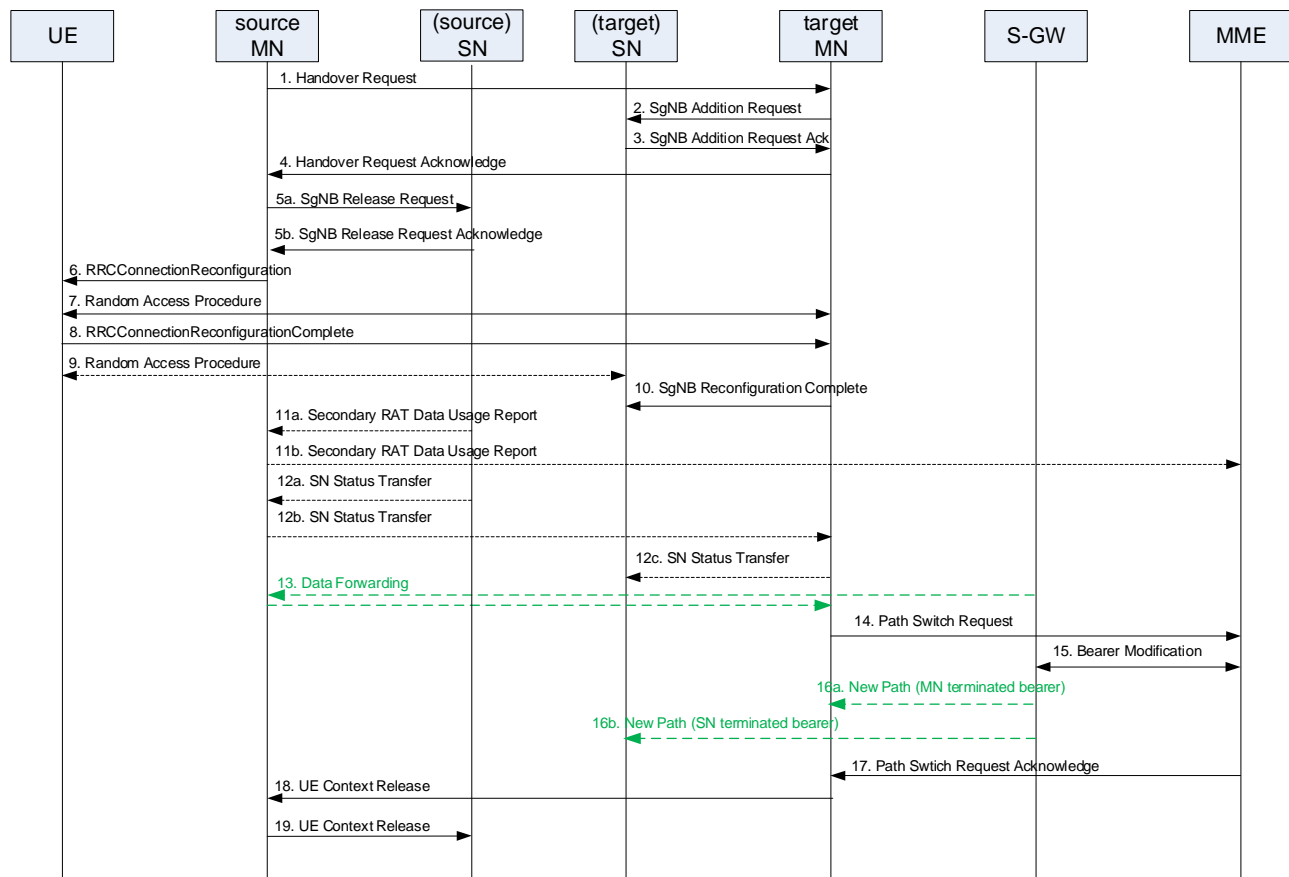 UE
source
MN
(source)
SN
(target)
SN
target
MN
S-GW
MME
1. Handover Request
2. SgNB Addition Request
3. SgNB Addition Request Ack
4. Handover Request Acknowledge
5a. SgNB Release Request
5b. SgNB Release Request Acknowledge
6. RRCConnectionReconfiguration
7. Random Access Procedure
8. RRCConnectionReconfigurationComplete
9. Random Access Procedure
10. SgNB Reconfiguration Complete
11a. Secondary RAT Data Usage Report
11b. Secondary RAT Data Usage Report
12a. SN Status Transfer
12b. SN Status Transfer
12c. SN Status Transfer
13. Data Forwarding
14. Path Switch Request
15. Bearer Modification
16a. New Path (MN terminated bearer)
16b. New Path (SN terminated bearer)
17. Path Swtich Request Acknowledge
18. UE Context Release
19. UE Context Release